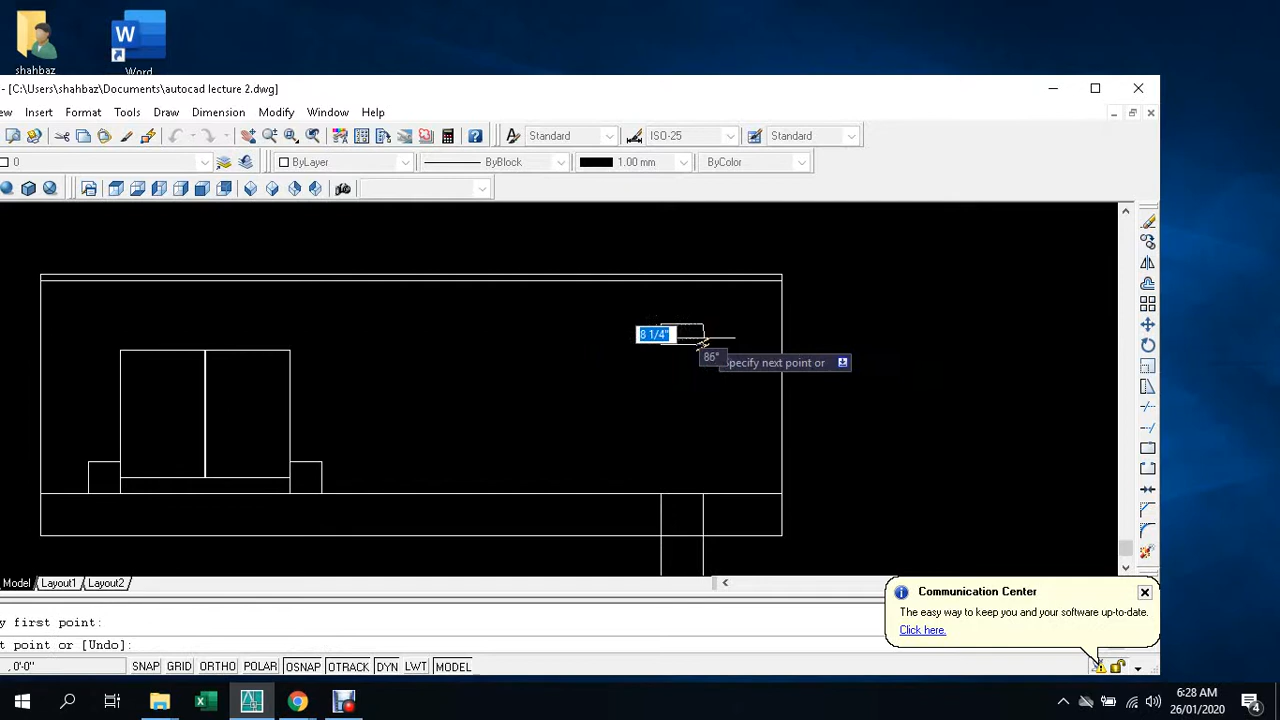 W
shahbaz
Word
- [C:\Users\shahbaz\Documents\autocad lecture 2.dwg]
ew Insert Format Tools Draw Dimension Modify Window Help
Standard ISO-25 Standard
0 ByLayer ByBlock 1.00 mm ByColor
8 1/4"
86°
Specify next point or
Model Layout1 Layout2
Communication Center
The easy way to keep you and your software up-to-date.
Click here.
y first point:
t point or [Undo]:
, 0'-0" SNAP GRID ORTHO POLAR OSNAP OTRACK DYN LWT MODEL
6:28 AM
26/01/2020
4